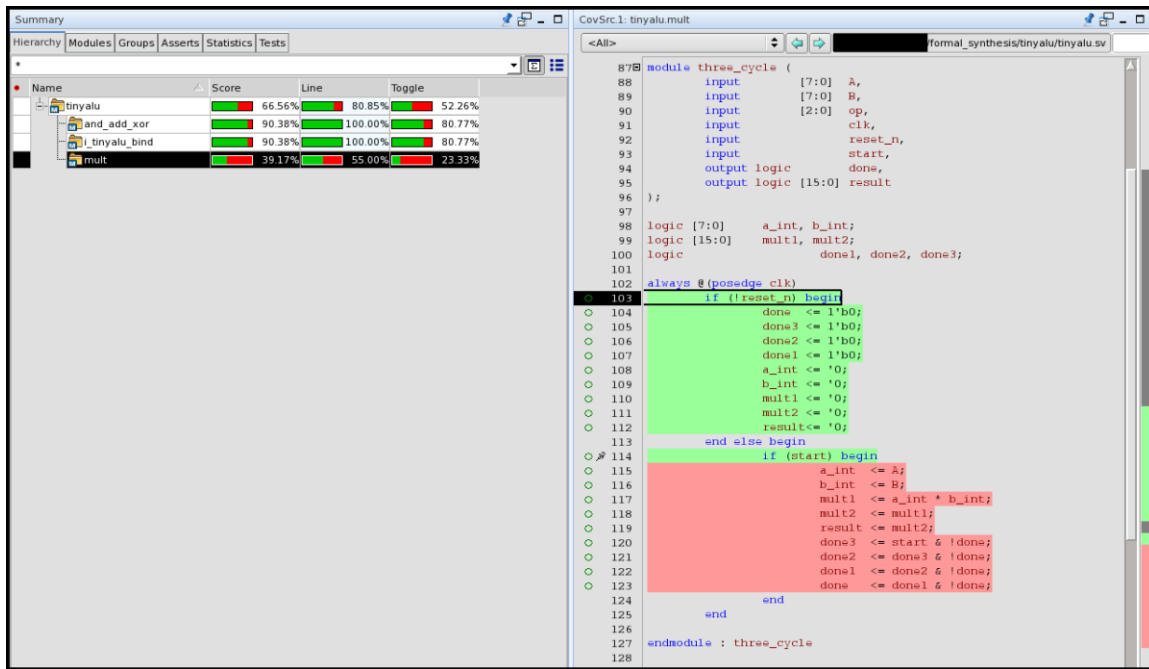 Summary
Hierarchy Modules Groups Asserts Statistics Tests
*
Name Score Line Toggle
tinyalu 66.56% 80.85% 52.26%
and_add_xor 90.38% 100.00% 80.77%
i_tinyalu_bind 90.38% 100.00% 80.77%
mult 39.17% 55.00% 23.33%
CovSrc.1: tinyalu.mult
<All> /formal_synthesis/tinyalu/tinyalu.sv
87 module three_cycle (
88 input [7:0] A,
89 input [7:0] B,
90 input [2:0] op,
91 input clk,
92 input reset_n,
93 input start,
94 output logic done,
95 output logic [15:0] result
96 );
97
98 logic [7:0] a_int, b_int;
99 logic [15:0] mult1, mult2;
100 logic done1, done2, done3;
101
102 always @(posedge clk)
103 if (!reset_n) begin
104 done <= 1'b0;
105 done3 <= 1'b0;
106 done2 <= 1'b0;
107 done1 <= 1'b0;
108 a_int <= '0;
109 b_int <= '0;
110 mult1 <= '0;
111 mult2 <= '0;
112 result<= '0;
113 end else begin
114 if (start) begin
115 a_int <= A;
116 b_int <= B;
117 mult1 <= a_int * b_int;
118 mult2 <= mult1;
119 result <= mult2;
120 done3 <= start & !done;
121 done2 <= done3 & !done;
122 done1 <= done2 & !done;
123 done <= done1 & !done;
124 end
125 end
126
127 endmodule : three_cycle
128